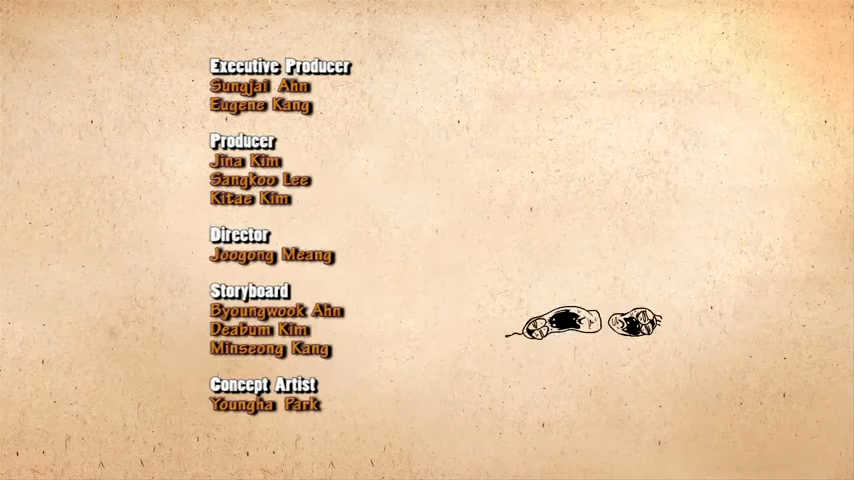 Executive Producer
Sungjai Ahn
Eugene Kang
Producer
Jina Kim
Sangkoo Lee
Kitae Kim
Director
Joogong Meang
Storyboard
Byoungwook Ahn
Deabum Kim
Minseong Kang
Concept Artist
Youngha Park